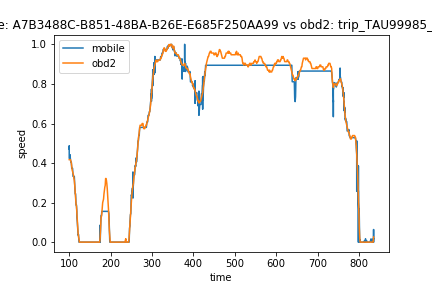 e: A7B3488C-B851-48BA-B26E-E685F250AA99 vs obd2: trip_TAU99985_
mobile
obd2
1.0
0.8
0.6
0.4
0.2
0.0
speed
100 200 300 400 500 600 700 800
time